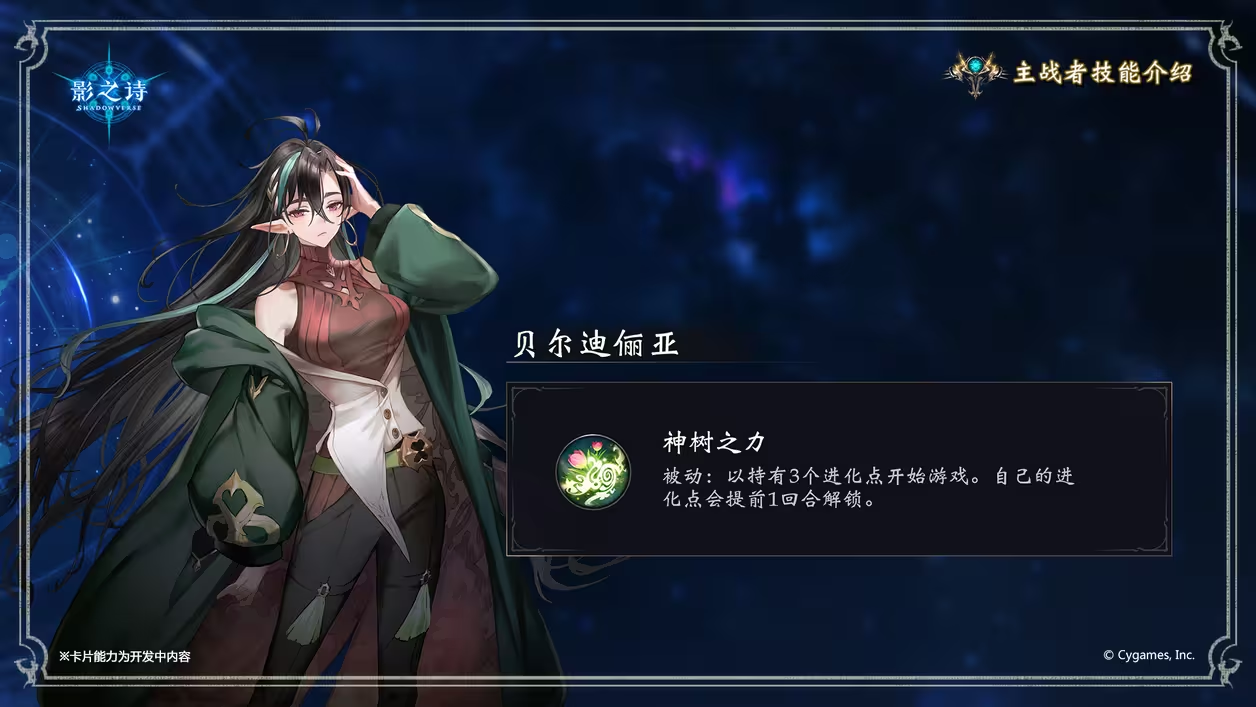 影之诗
SHADOWVERSE
主战者技能介绍
贝尔迪俪亚
神树之力
被动：以持有3个进化点开始游戏。自己的进
化点会提前1回合解锁。
※卡片能力为开发中内容
© Cygames, Inc.